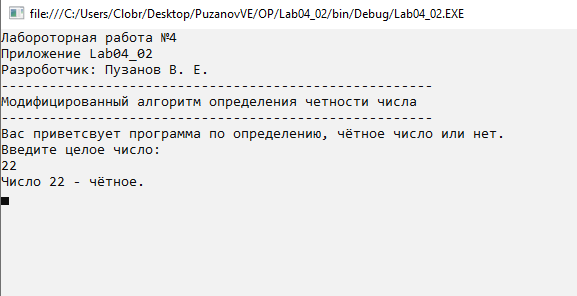 file:///C:/Users/Clobr/Desktop/PuzanovVE/OP/Lab04_02/bin/Debug/Lab04_02.EXE
Лабороторная работа №4
Приложение Lab04_02
Разработчик: Пузанов В. Е.
------------------------------------------------------
Модифицированный алгоритм определения четности числа
------------------------------------------------------
Вас приветсвует программа по определению, чётное число или нет.
Введите целое число:
22
Число 22 - чётное.